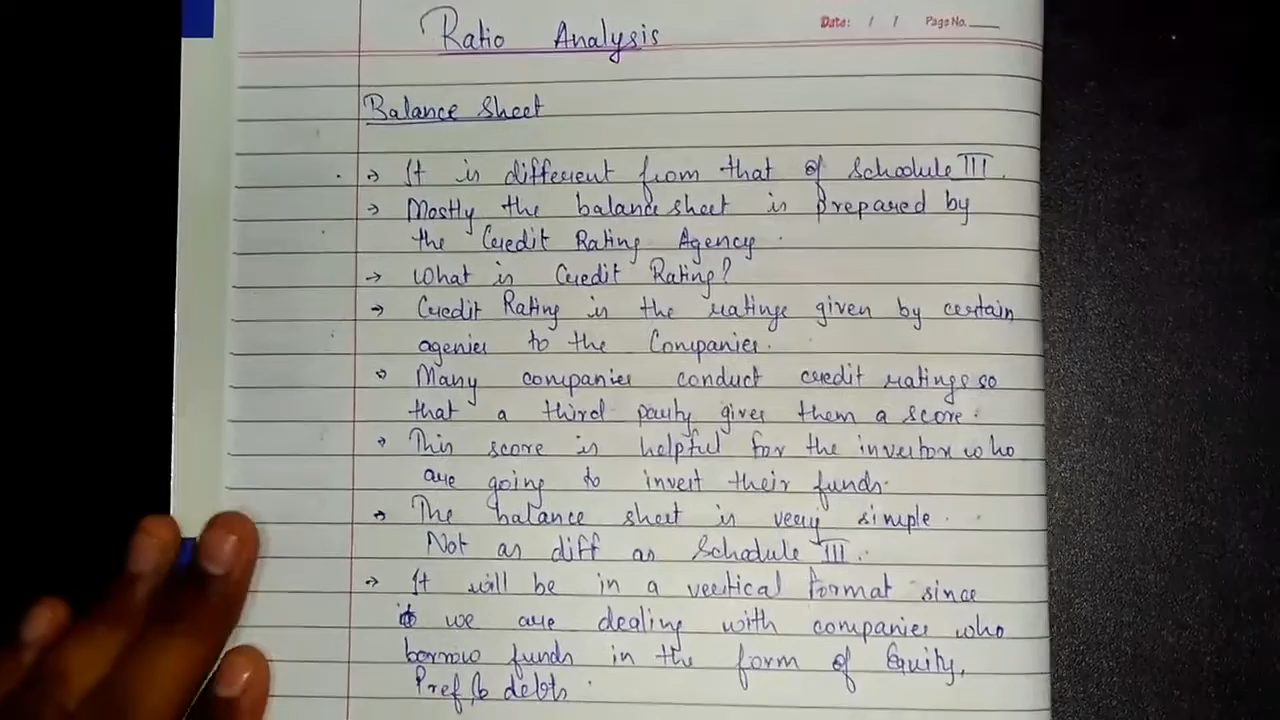 Date: / / Page No.
Ratio Analysis
Balance Sheet
→ It is different from that of Schedule III.
→ Mostly the balance sheet is prepared by
the Credit Rating Agency.
→ What is Credit Rating?
→ Credit Rating is the ratings given by certain
agenies to the Companies.
→ Many companies conduct credit ratings so
that a third party gives them a score.
→ This score is helpful for the investors who
are going to invest their funds.
→ The balance sheet is very simple.
Not as diff as Schedule III.
→ It will be in a vertical format since
we are dealing with companies who
borrow funds in the form of Equity,
Pref, & debts.